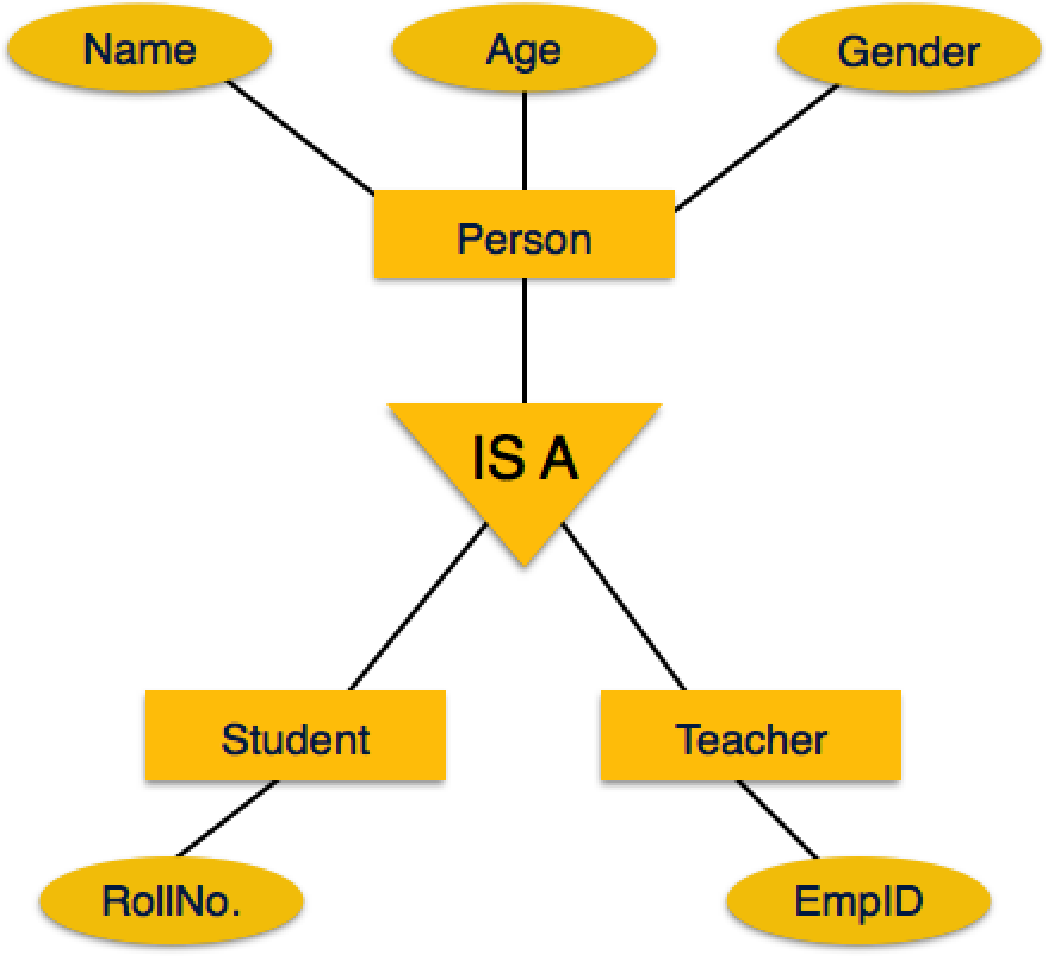 Name
Age
Gender
Person
IS A
Student
Teacher
RollNo.
EmpID